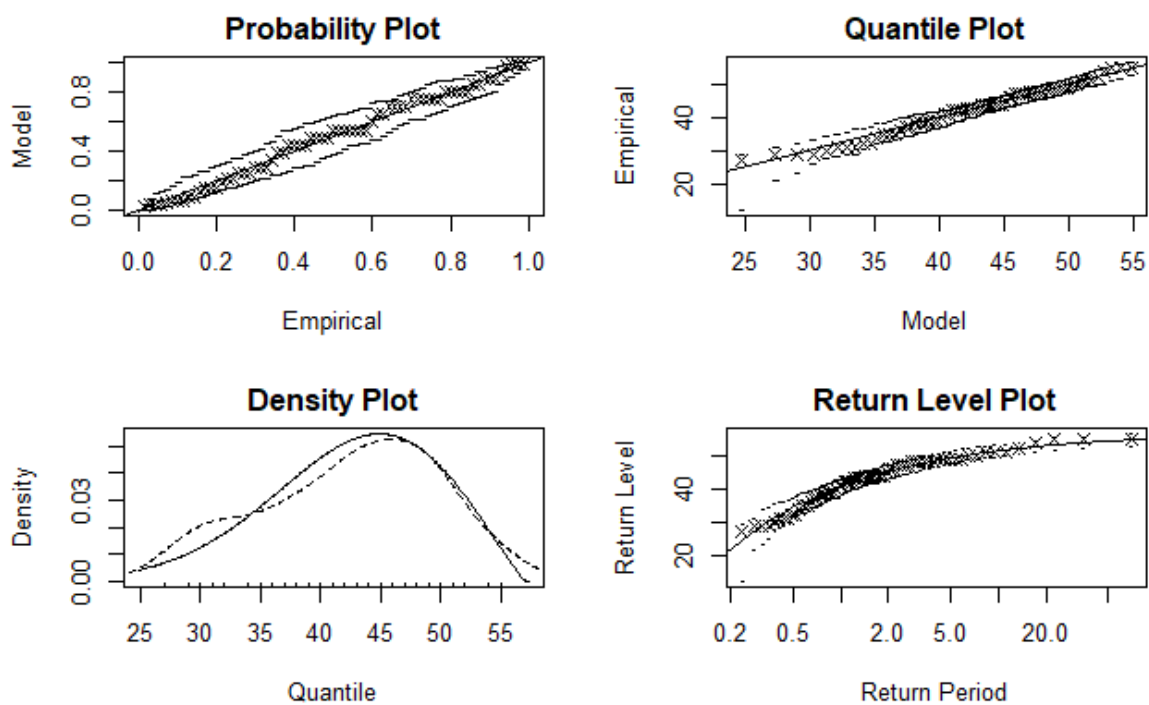 Probability Plot
Model
0.0 0.4 0.8
0.0 0.2 0.4 0.6 0.8 1.0
Empirical
Quantile Plot
Empirical
20 40
25 30 35 40 45 50 55
Model
Density Plot
Density
0.00 0.03
25 30 35 40 45 50 55
Quantile
Return Level Plot
Return Level
20 40
0.2 0.5 2.0 5.0 20.0
Return Period